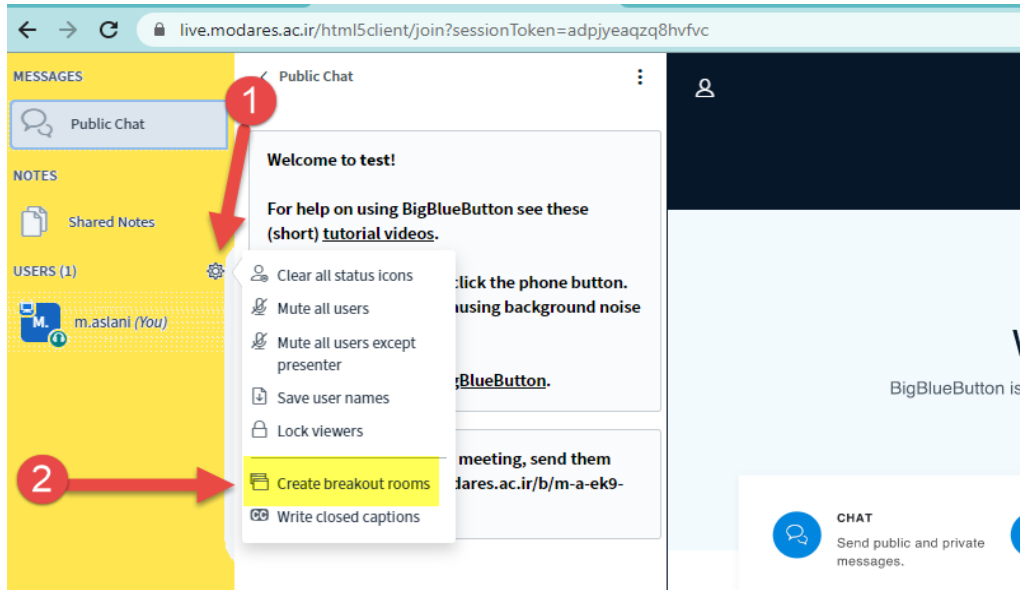 live.modares.ac.ir/html5client/join?sessionToken=adpjyeaqzq8hvfvc
MESSAGES
Public Chat
NOTES
Shared Notes
USERS (1)
M.
m.aslani (You)
1
2
Public Chat
Welcome to test!
For help on using BigBlueButton see these
(short) tutorial videos.
click the phone button.
using background noise
gBlueButton.
meeting, send them
dares.ac.ir/b/m-a-ek9-
Clear all status icons
Mute all users
Mute all users except
presenter
Save user names
Lock viewers
Create breakout rooms
CC Write closed captions
BigBlueButton is
CHAT
Send public and private
messages.